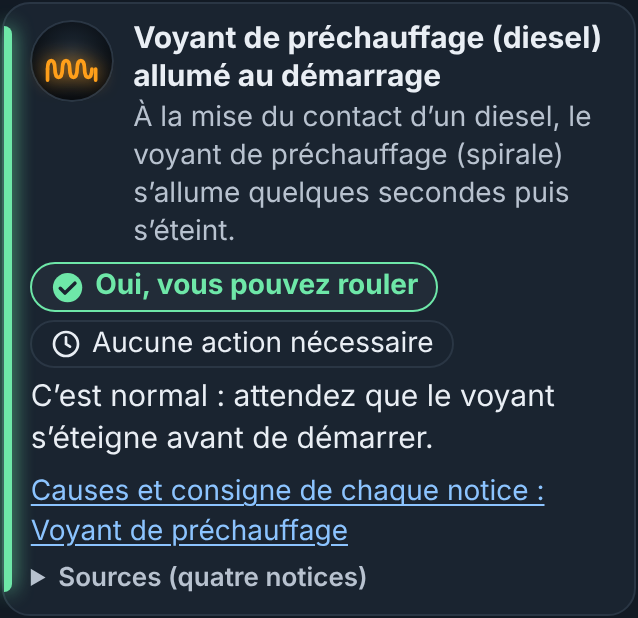 Voyant de préchauffage (diesel)
allumé au démarrage
À la mise du contact d’un diesel, le
voyant de préchauffage (spirale)
s’allume quelques secondes puis
s’éteint.
Oui, vous pouvez rouler
Aucune action nécessaire
C’est normal : attendez que le voyant
s’éteigne avant de démarrer.
Causes et consigne de chaque notice :
Voyant de préchauffage
Sources (quatre notices)